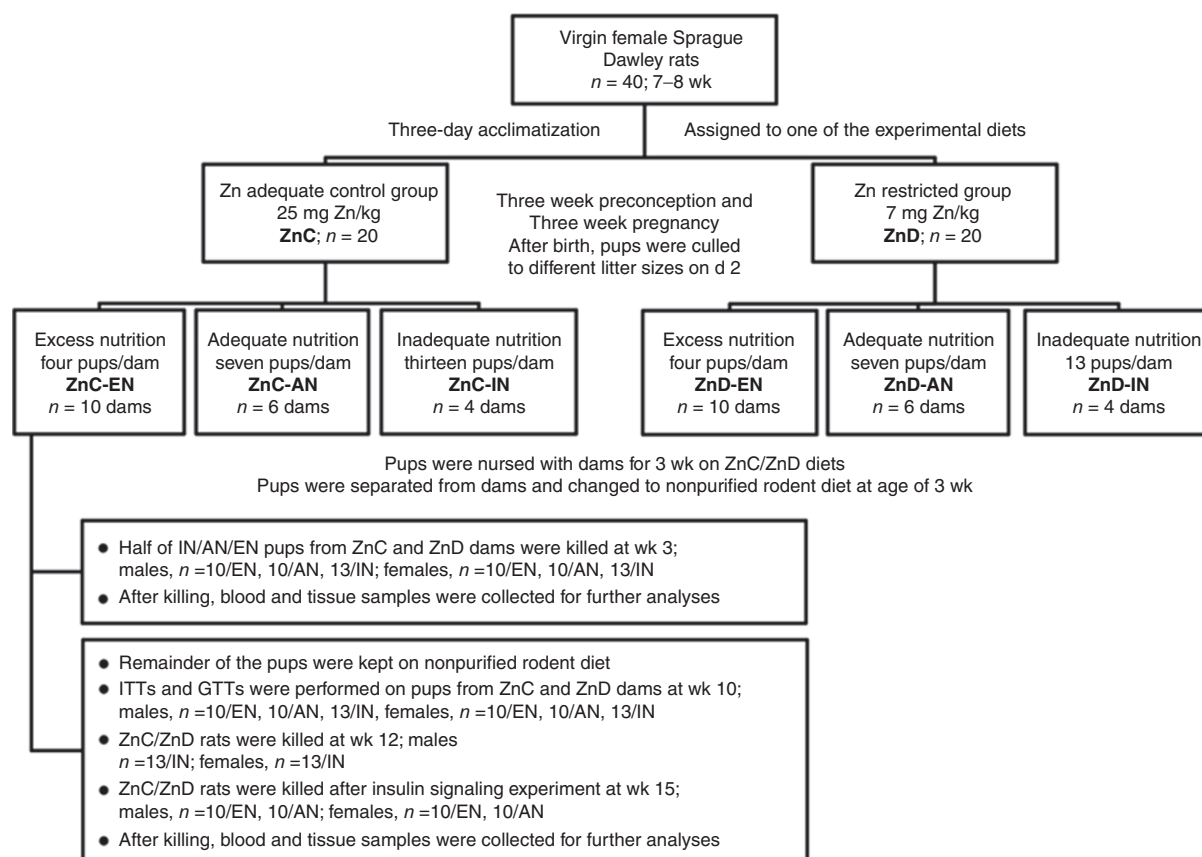 Virgin female Sprague
Dawley rats
n = 40; 7–8 wk
Three-day acclimatization
Assigned to one of the experimental diets
Zn adequate control group
25 mg Zn/kg
ZnC; n = 20
Three week preconception and
Three week pregnancy
After birth, pups were culled
to different litter sizes on d 2
Zn restricted group
7 mg Zn/kg
ZnD; n = 20
Excess nutrition
four pups/dam
ZnC-EN
n = 10 dams
Adequate nutrition
seven pups/dam
ZnC-AN
n = 6 dams
Inadequate nutrition
thirteen pups/dam
ZnC-IN
n = 4 dams
Excess nutrition
four pups/dam
ZnD-EN
n = 10 dams
Adequate nutrition
seven pups/dam
ZnD-AN
n = 6 dams
Inadequate nutrition
13 pups/dam
ZnD-IN
n = 4 dams
Pups were nursed with dams for 3 wk on ZnC/ZnD diets
Pups were separated from dams and changed to nonpurified rodent diet at age of 3 wk
● Half of IN/AN/EN pups from ZnC and ZnD dams were killed at wk 3;
males, n =10/EN, 10/AN, 13/IN; females, n =10/EN, 10/AN, 13/IN
● After killing, blood and tissue samples were collected for further analyses
● Remainder of the pups were kept on nonpurified rodent diet
● ITTs and GTTs were performed on pups from ZnC and ZnD dams at wk 10;
males, n =10/EN, 10/AN, 13/IN, females, n =10/EN, 10/AN, 13/IN
● ZnC/ZnD rats were killed at wk 12; males
n =13/IN; females, n =13/IN
● ZnC/ZnD rats were killed after insulin signaling experiment at wk 15;
males, n =10/EN, 10/AN; females, n =10/EN, 10/AN
● After killing, blood and tissue samples were collected for further analyses